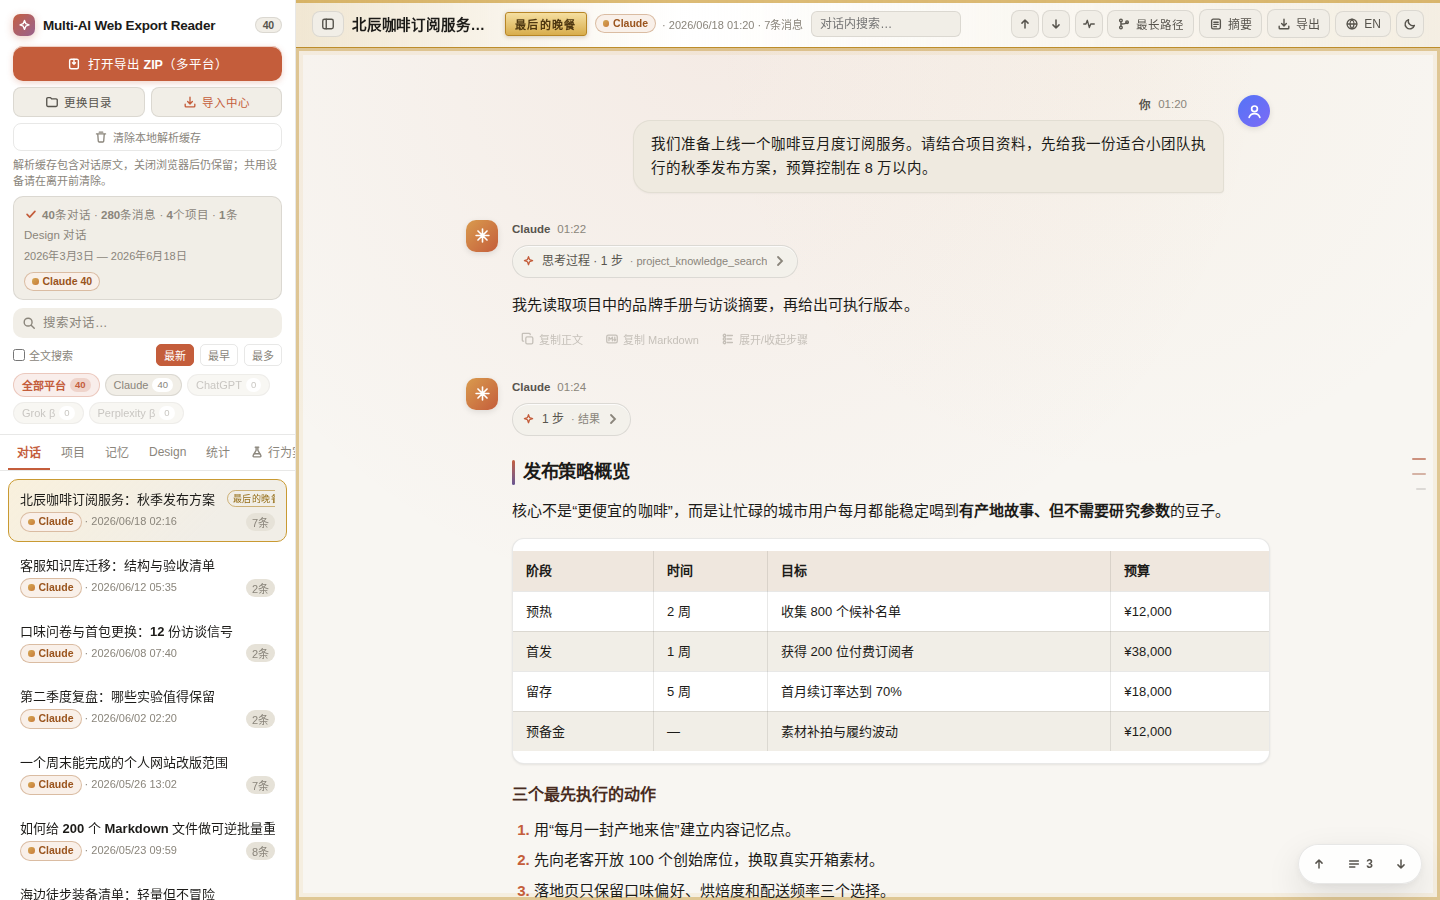 Multi-AI Web Export Reader 40
打开导出 ZIP（多平台）
更换目录 导入中心
清除本地解析缓存
解析缓存包含对话原文，关闭浏览器后仍保留；共用设
备请在离开前清除。
40条对话 · 280条消息 · 4个项目 · 1条
Design 对话
2026年3月3日 — 2026年6月18日
Claude 40
搜索对话…
全文搜索 最新 最早 最多
全部平台 40 Claude 40 ChatGPT 0
Grok β 0 Perplexity β 0
对话 项目 记忆 Design 统计 行为
北辰咖啡订阅服务：秋季发布方案 最后的晚
Claude · 2026/06/18 02:16 7条
客服知识库迁移：结构与验收清单
Claude · 2026/06/12 05:35 2条
口味问卷与首包更换：12 份访谈信号
Claude · 2026/06/08 07:40 2条
第二季度复盘：哪些实验值得保留
Claude · 2026/06/02 02:20 2条
一个周末能完成的个人网站改版范围
Claude · 2026/05/26 13:02 7条
如何给 200 个 Markdown 文件做可逆批量重
Claude · 2026/05/23 09:59 8条
海边徒步装备清单：轻量但不冒险
北辰咖啡订阅服务… 最后的晚餐 Claude · 2026/06/18 01:20 · 7条消息 对话内搜索… 最长路径 摘要 导出 EN
你 01:20
我们准备上线一个咖啡豆月度订阅服务。请结合项目资料，先给我一份适合小团队执
行的秋季发布方案，预算控制在 8 万以内。
Claude 01:22
思考过程 · 1 步 · project_knowledge_search
我先读取项目中的品牌手册与访谈摘要，再给出可执行版本。
复制正文 复制 Markdown 展开/收起步骤
Claude 01:24
1 步 · 结果
发布策略概览
核心不是“更便宜的咖啡”，而是让忙碌的城市用户每月都能稳定喝到有产地故事、但不需要研究参数的豆子。
阶段 时间 目标 预算
预热 2 周 收集 800 个候补名单 ¥12,000
首发 1 周 获得 200 位付费订阅者 ¥38,000
留存 5 周 首月续订率达到 70% ¥18,000
预备金 — 素材补拍与履约波动 ¥12,000
三个最先执行的动作
1. 用“每月一封产地来信”建立内容记忆点。
2. 先向老客开放 100 个创始席位，换取真实开箱素材。
3. 落地页只保留口味偏好、烘焙度和配送频率三个选择。
3